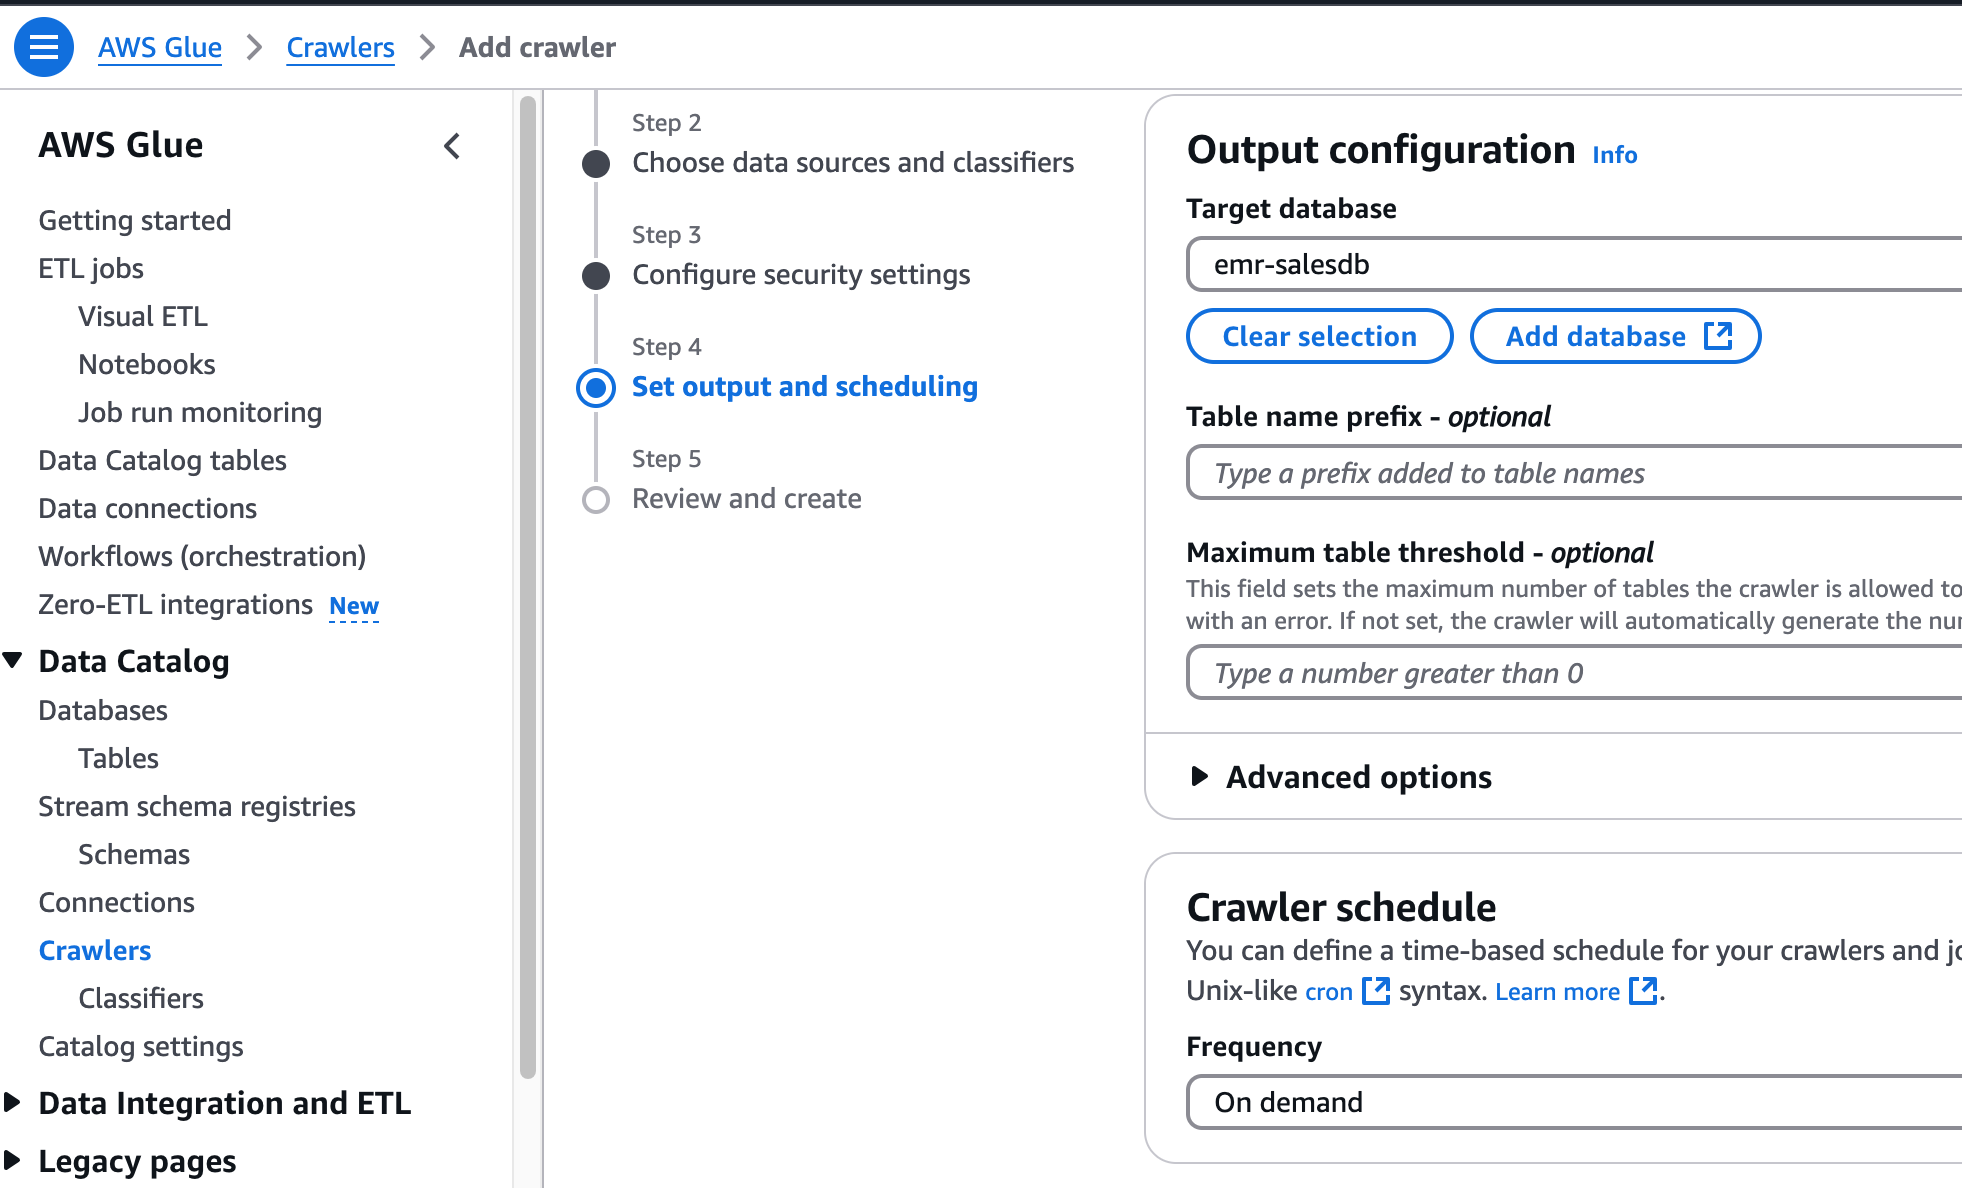 AWS Glue > Crawlers > Add crawler
AWS Glue
Getting started
ETL jobs
Visual ETL
Notebooks
Job run monitoring
Data Catalog tables
Data connections
Workflows (orchestration)
Zero-ETL integrations New
Data Catalog
Databases
Tables
Stream schema registries
Schemas
Connections
Crawlers
Classifiers
Catalog settings
Data Integration and ETL
Legacy pages
Step 2
Choose data sources and classifiers
Step 3
Configure security settings
Step 4
Set output and scheduling
Step 5
Review and create
Output configuration Info
Target database
emr-salesdb
Clear selection Add database
Table name prefix - optional
Type a prefix added to table names
Maximum table threshold - optional
This field sets the maximum number of tables the crawler is allowed to
with an error. If not set, the crawler will automatically generate the
Type a number greater than 0
Advanced options
Crawler schedule
You can define a time-based schedule for your crawlers and
Unix-like cron syntax. Learn more.
Frequency
On demand